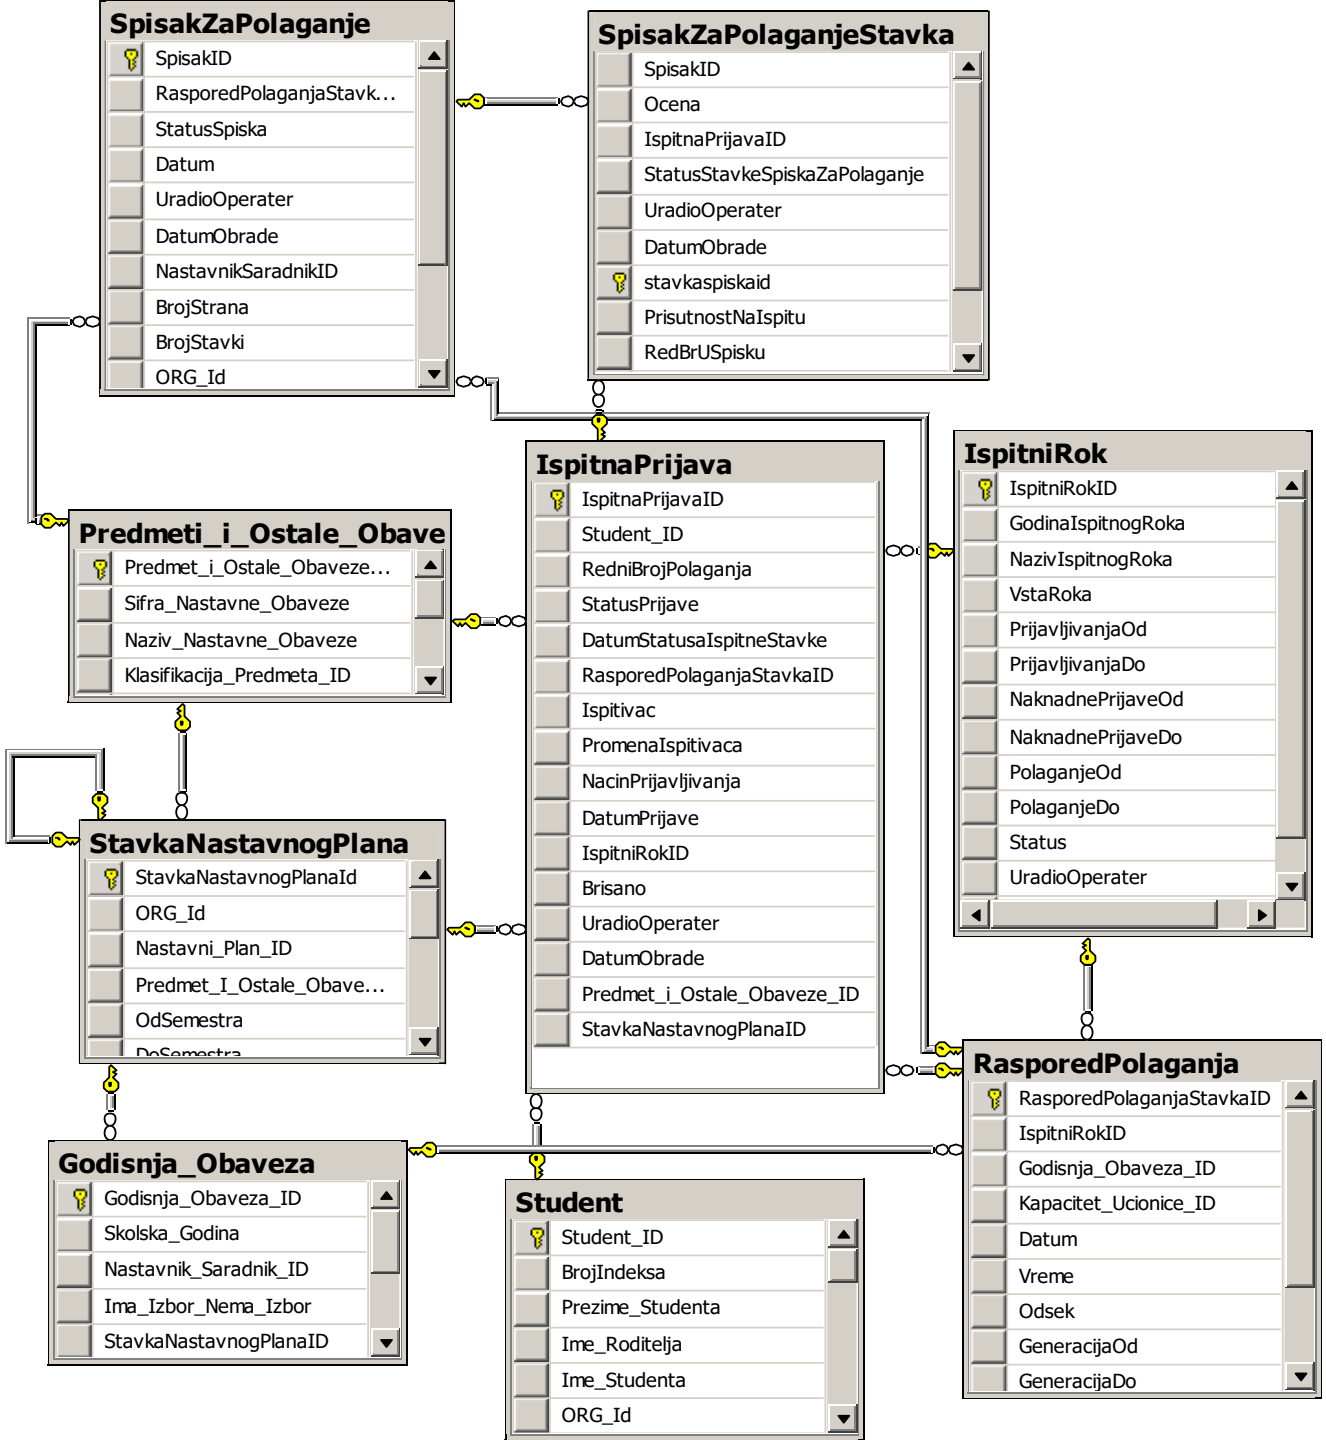 SpisakZaPolaganje
SpisakID
RasporedPolaganjaStavk...
StatusSpiska
Datum
UradioOperater
DatumObrade
NastavnikSaradnikID
BrojStrana
BrojStavki
ORG_Id
SpisakZaPolaganjeStavka
SpisakID
Ocena
IspitnaPrijavaID
StatusStavkeSpiskaZaPolaganje
UradioOperater
DatumObrade
stavkaspiskaid
PrisutnostNaIspitu
RedBrUSpisku
IspitnaPrijava
IspitnaPrijavaID
Student_ID
RedniBrojPolaganja
StatusPrijave
DatumStatusaIspitneStavke
RasporedPolaganjaStavkaID
Ispitivac
PromenaIspitivaca
NacinPrijavljivanja
DatumPrijave
IspitniRokID
Brisano
UradioOperater
DatumObrade
Predmet_i_Ostale_Obaveze_ID
StavkaNastavnogPlanaID
IspitniRok
IspitniRokID
GodinaIspitnogRoka
NazivIspitnogRoka
VstaRoka
PrijavljivanjaOd
PrijavljivanjaDo
NaknadnePrijaveOd
NaknadnePrijaveDo
PolaganjeOd
PolaganjeDo
Status
UradioOperater
Predmeti_i_Ostale_Obave
Predmet_i_Ostale_Obaveze...
Sifra_Nastavne_Obaveze
Naziv_Nastavne_Obaveze
Klasifikacija_Predmeta_ID
StavkaNastavnogPlana
StavkaNastavnogPlanaId
ORG_Id
Nastavni_Plan_ID
Predmet_I_Ostale_Obave...
OdSemestra
DoSemestra
Godisnja_Obaveza
Godisnja_Obaveza_ID
Skolska_Godina
Nastavnik_Saradnik_ID
Ima_Izbor_Nema_Izbor
StavkaNastavnogPlanaID
Student
Student_ID
BrojIndeksa
Prezime_Studenta
Ime_Roditelja
Ime_Studenta
ORG_Id
RasporedPolaganja
RasporedPolaganjaStavkaID
IspitniRokID
Godisnja_Obaveza_ID
Kapacitet_Ucionice_ID
Datum
Vreme
Odsek
GeneracijaOd
GeneracijaDo